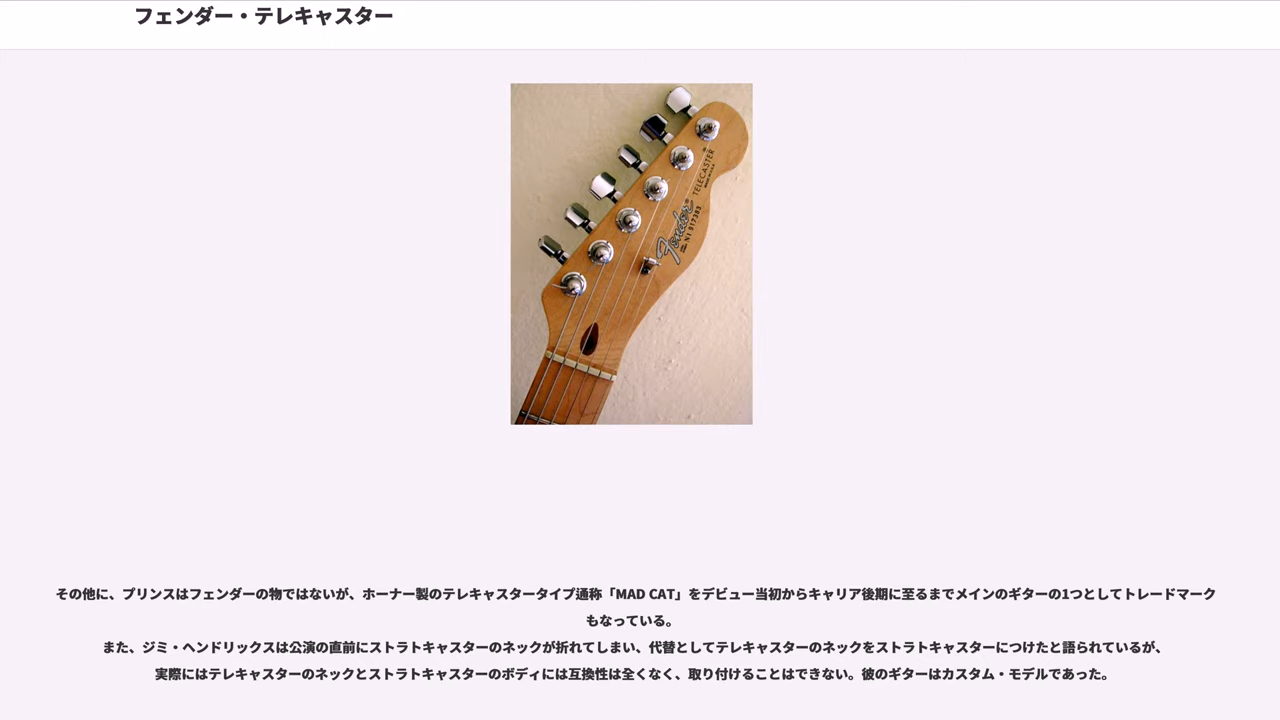 フェンダー・テレキャスター
TELECASTER
Fender
その他に、プリンスはフェンダーの物ではないが、ホーナー製のテレキャスタータイプ通称「MAD CAT」をデビュー当初からキャリア後期に至るまでメインのギターの1つとしてトレードマーク
もなっている。
また、ジミ・ヘンドリックスは公演の直前にストラトキャスターのネックが折れてしまい、代替としてテレキャスターのネックをストラトキャスターにつけたと語られているが、
実際にはテレキャスターのネックとストラトキャスターのボディには互換性は全くなく、取り付けることはできない。彼のギターはカスタム・モデルであった。